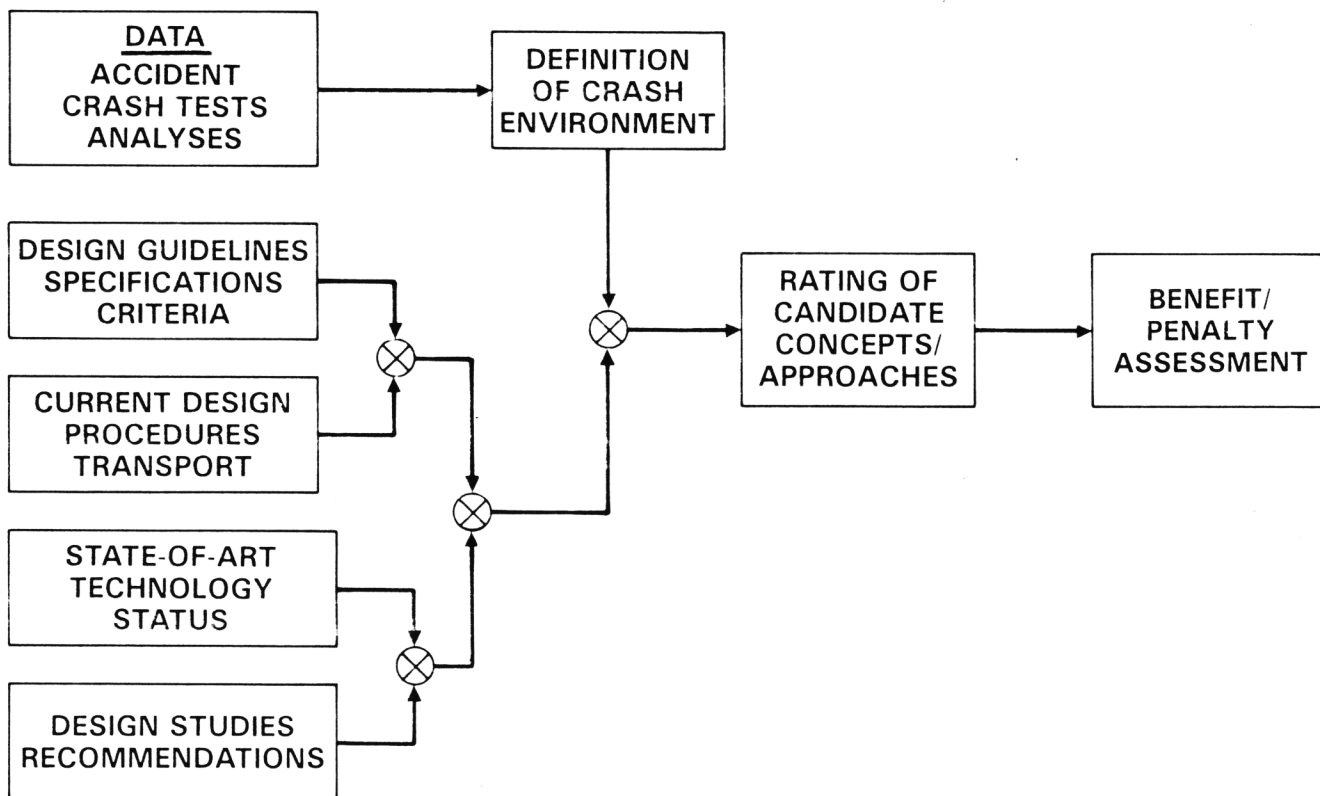 DATA
ACCIDENT
CRASH TESTS
ANALYSES
DEFINITION
OF CRASH
ENVIRONMENT
DESIGN GUIDELINES
SPECIFICATIONS
CRITERIA
CURRENT DESIGN
PROCEDURES
TRANSPORT
STATE-OF-ART
TECHNOLOGY
STATUS
DESIGN STUDIES
RECOMMENDATIONS
RATING OF
CANDIDATE
CONCEPTS/
APPROACHES
BENEFIT/
PENALTY
ASSESSMENT